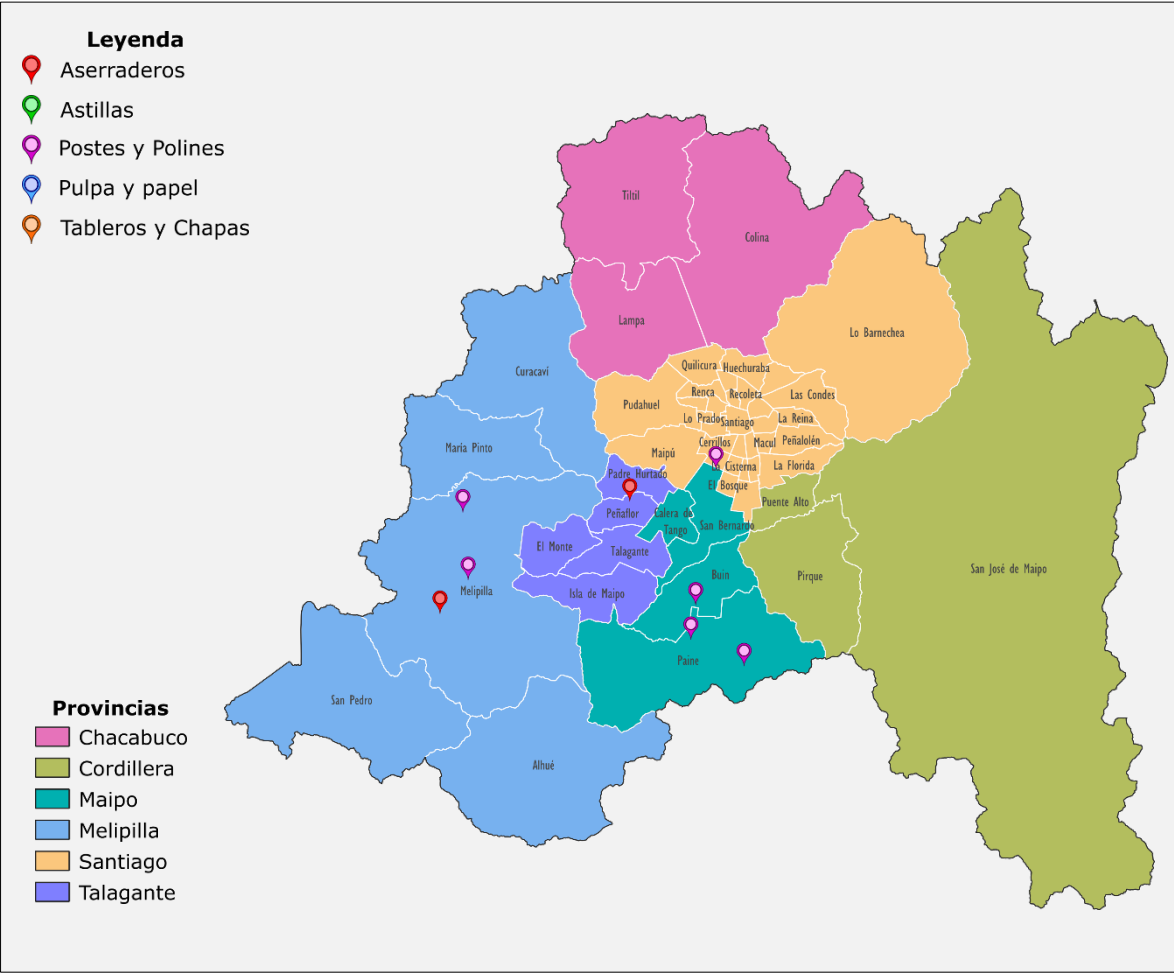 Leyenda
Aserraderos
Astillas
Postes y Polines
Pulpa y papel
Tableros y Chapas
Tiltil
Colina
Lampa
Lo Barnechea
Curacaví
Quilicura
Huechuraba
Renca
Recoleta
Las Condes
Pudahuel
Lo Prado
Santiago
La Reina
María Pinto
Maipú
Cerrillos
Macul
Peñalolén
Lo Cisterna
La Florida
Padre Hurtado
El Bosque
Puente Alto
Peñaflor
Calera de
Tango
San Bernardo
El Monte
Talagante
Buin
Pirque
San José de Maipo
Melipilla
Isla de Maipo
Paine
San Pedro
Alhué
Provincias
Chacabuco
Cordillera
Maipo
Melipilla
Santiago
Talagante